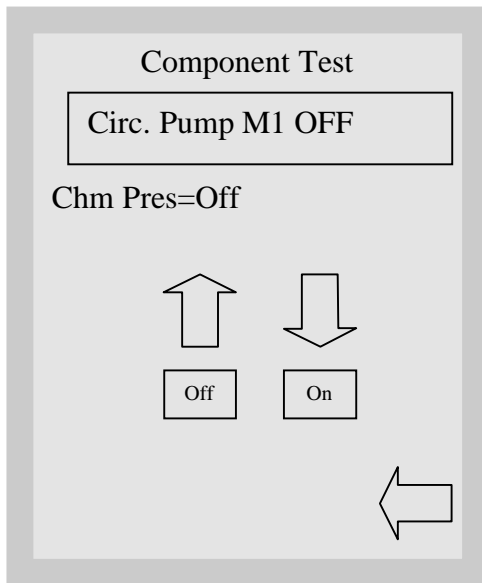 Component Test
Circ. Pump M1 OFF
Chm Pres=Off
Off On